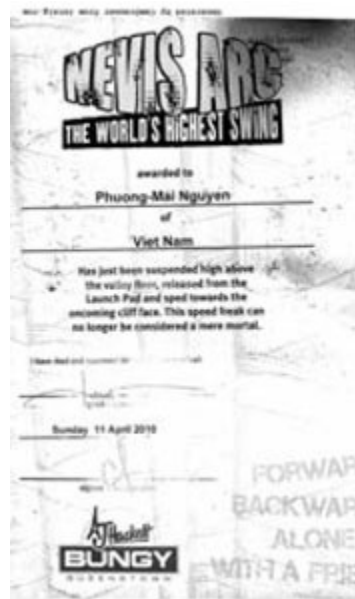 NEVIS ARC
THE WORLD'S HIGHEST SWING
awarded to
Phuong-Mai Nguyen
of
Viet Nam
Has just been suspended high above
the valley floor, released from the
Launch Pad and sped towards the
oncoming cliff face. This speed freak can
no longer be considered a mere mortal.
Sunday 11 April 2010
FORWAR
BACKWAR
ALONE
WITH A FRIE
AJ Hackett
BUNGY
QUEENSTOWN